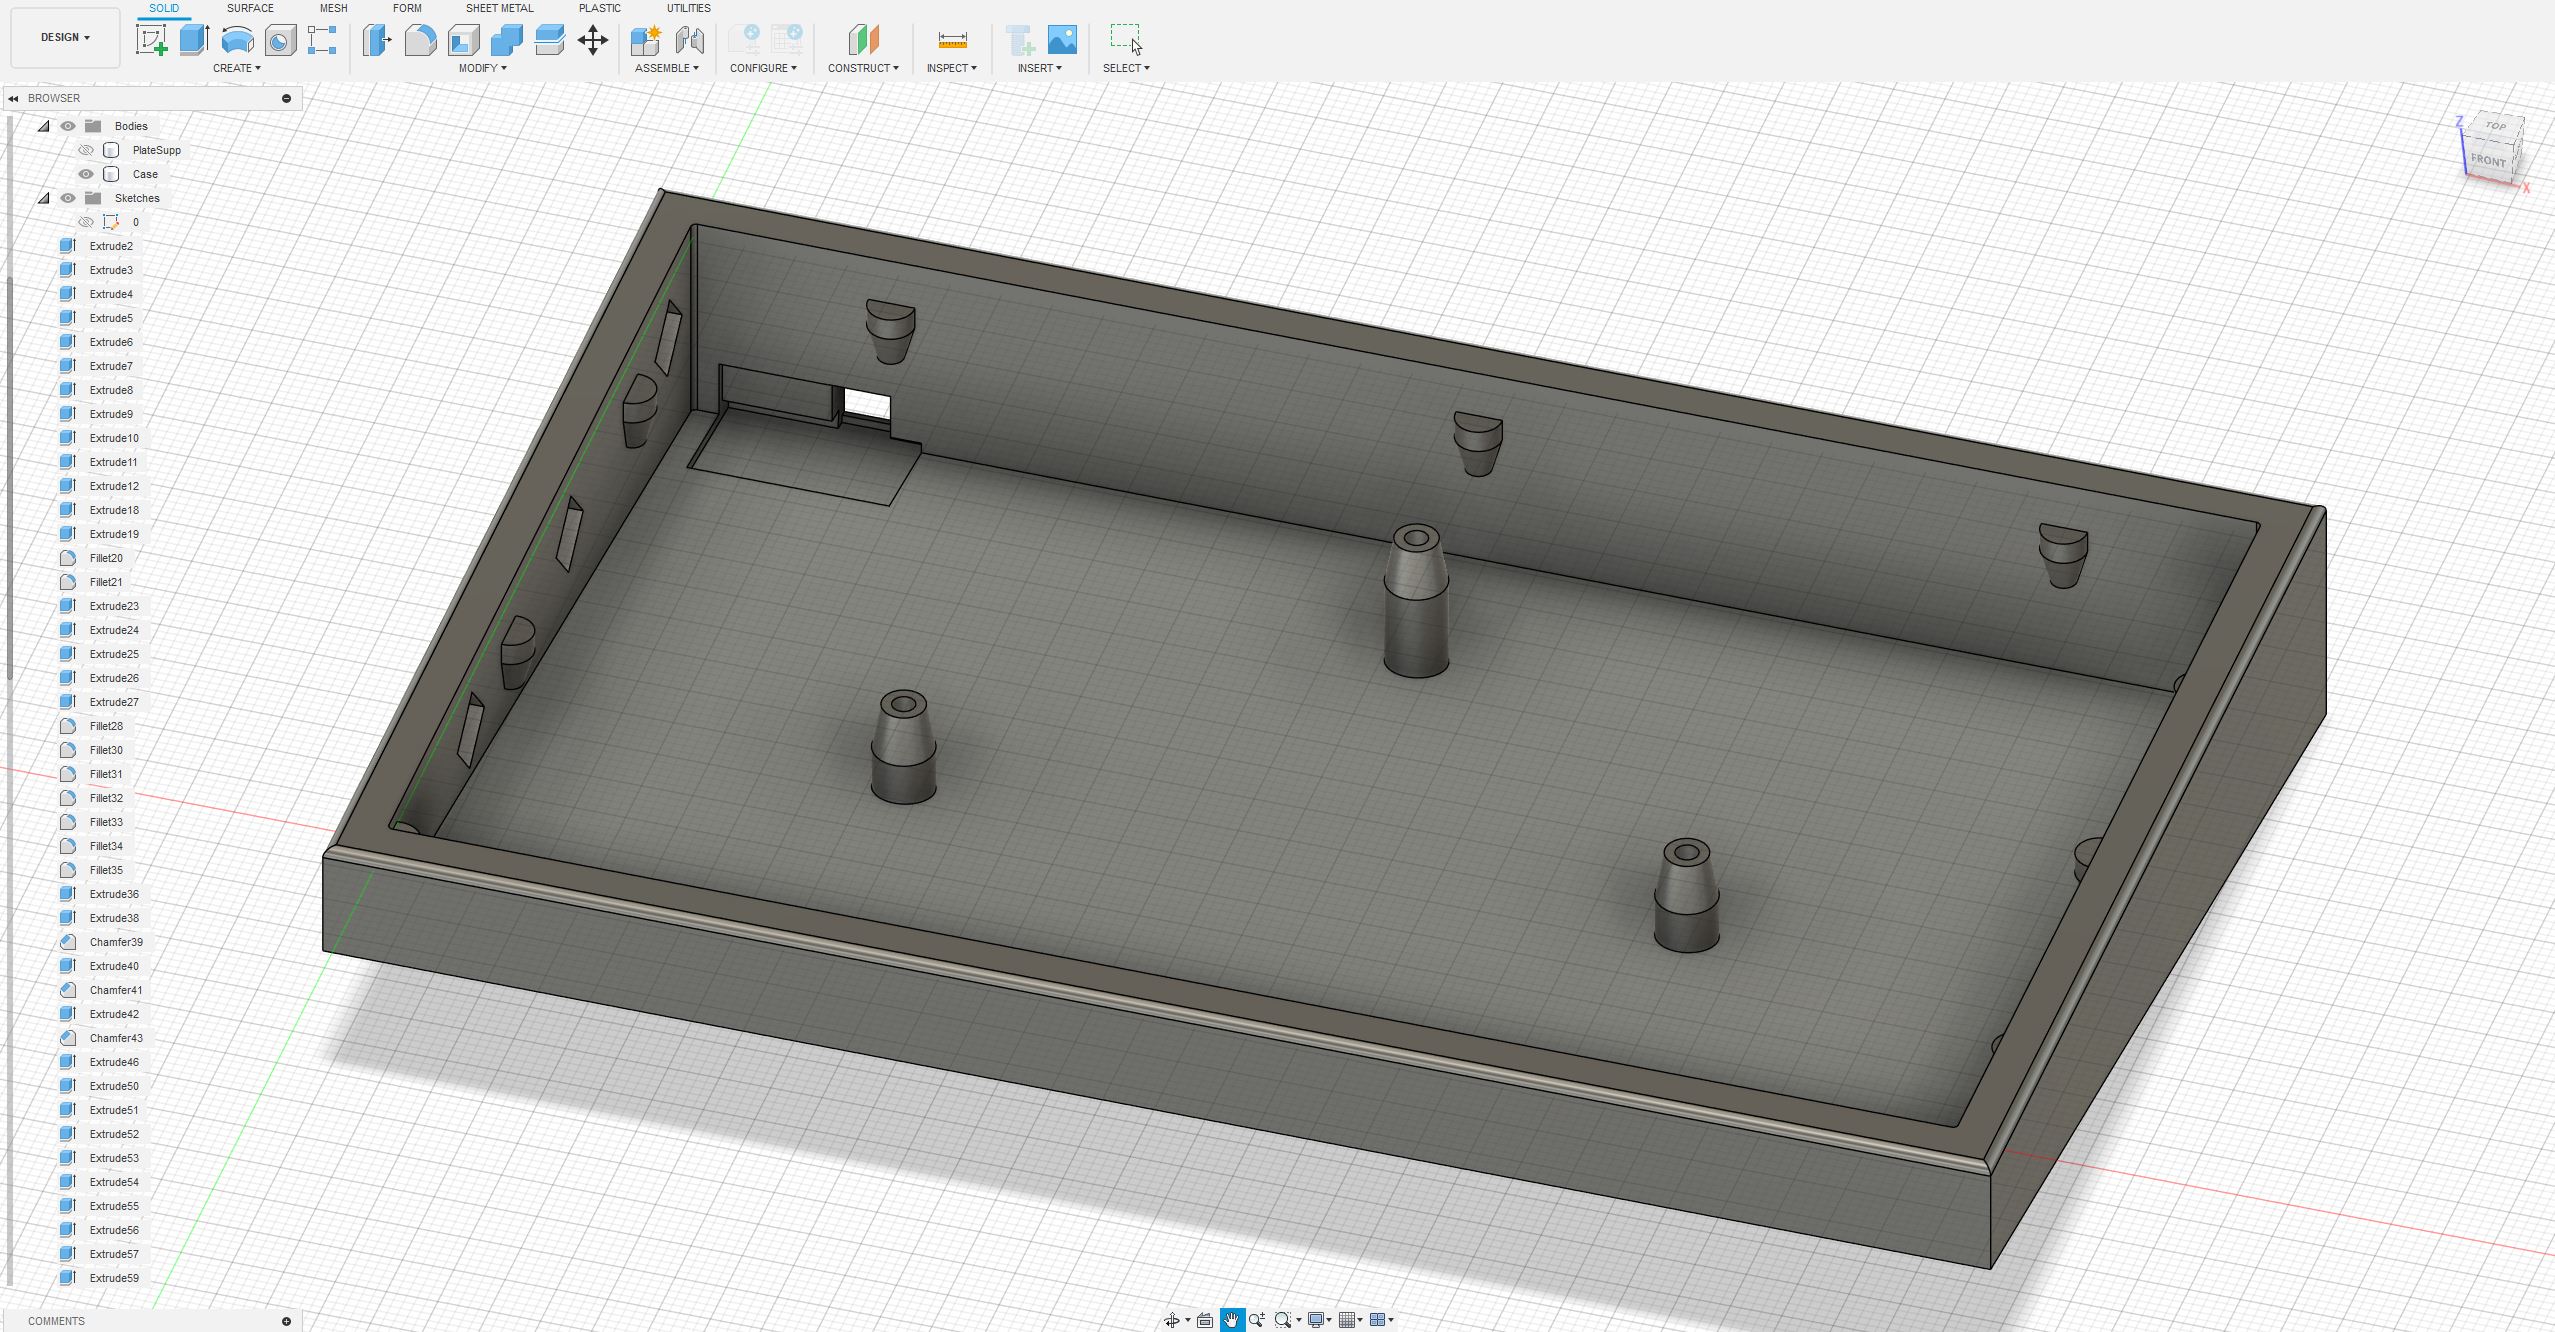 SOLID SURFACE MESH FORM SHEET METAL PLASTIC UTILITIES
DESIGN
CREATE MODIFY ASSEMBLE CONFIGURE CONSTRUCT INSPECT INSERT SELECT
BROWSER
Bodies
PlateSupp
Case
Sketches
0
Extrude2
Extrude3
Extrude4
Extrude5
Extrude6
Extrude7
Extrude8
Extrude9
Extrude10
Extrude11
Extrude12
Extrude18
Extrude19
Fillet20
Fillet21
Extrude23
Extrude24
Extrude25
Extrude26
Extrude27
Fillet28
Fillet30
Fillet31
Fillet32
Fillet33
Fillet34
Fillet35
Extrude36
Extrude38
Chamfer39
Extrude40
Chamfer41
Extrude42
Chamfer43
Extrude46
Extrude50
Extrude51
Extrude52
Extrude53
Extrude54
Extrude55
Extrude56
Extrude57
Extrude59
COMMENTS
Z
TOP
FRONT
X